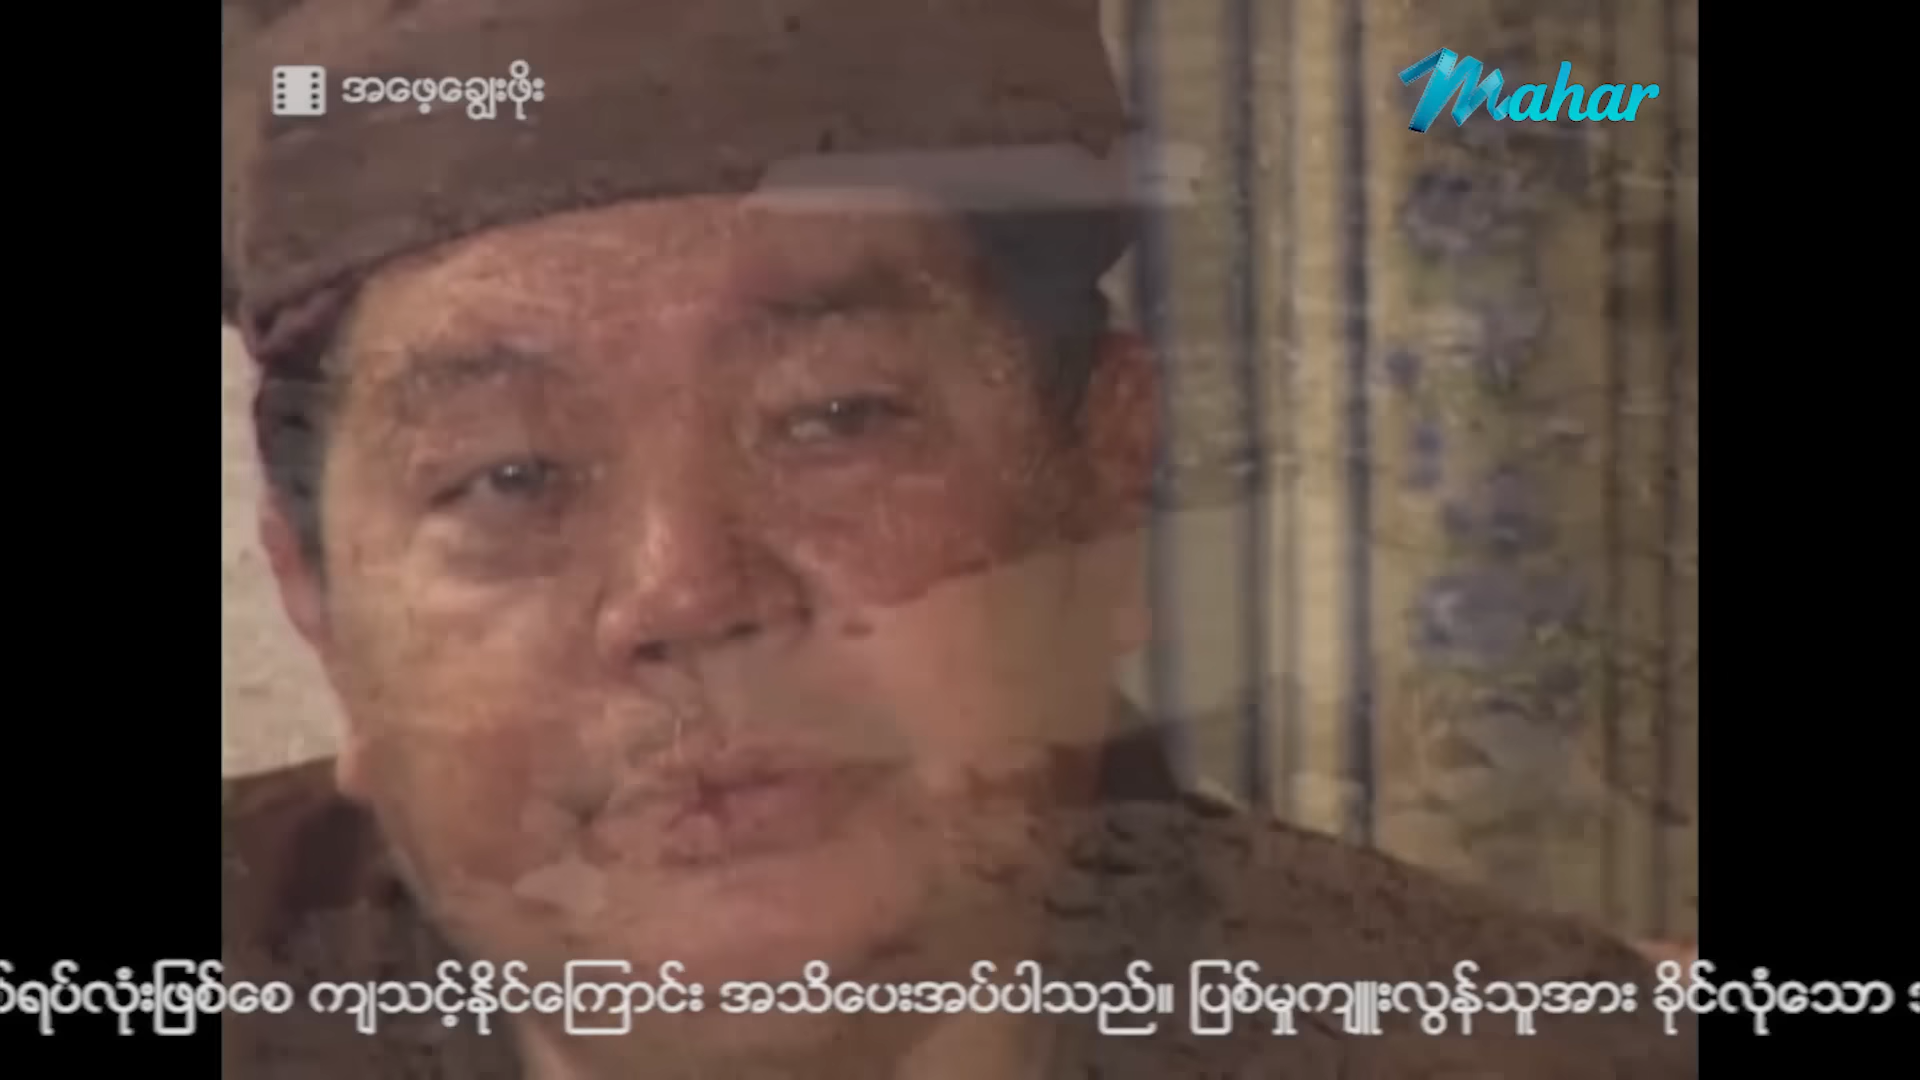 အဖေ့ချွေးဖိုး
Mahar
ရပ်လုံးဖြစ်စေ ကျသင့်နိုင်ကြောင်း အသိပေးအပ်ပါသည်။ ပြစ်မှုကျူးလွန်သူအား ခိုင်လုံသော